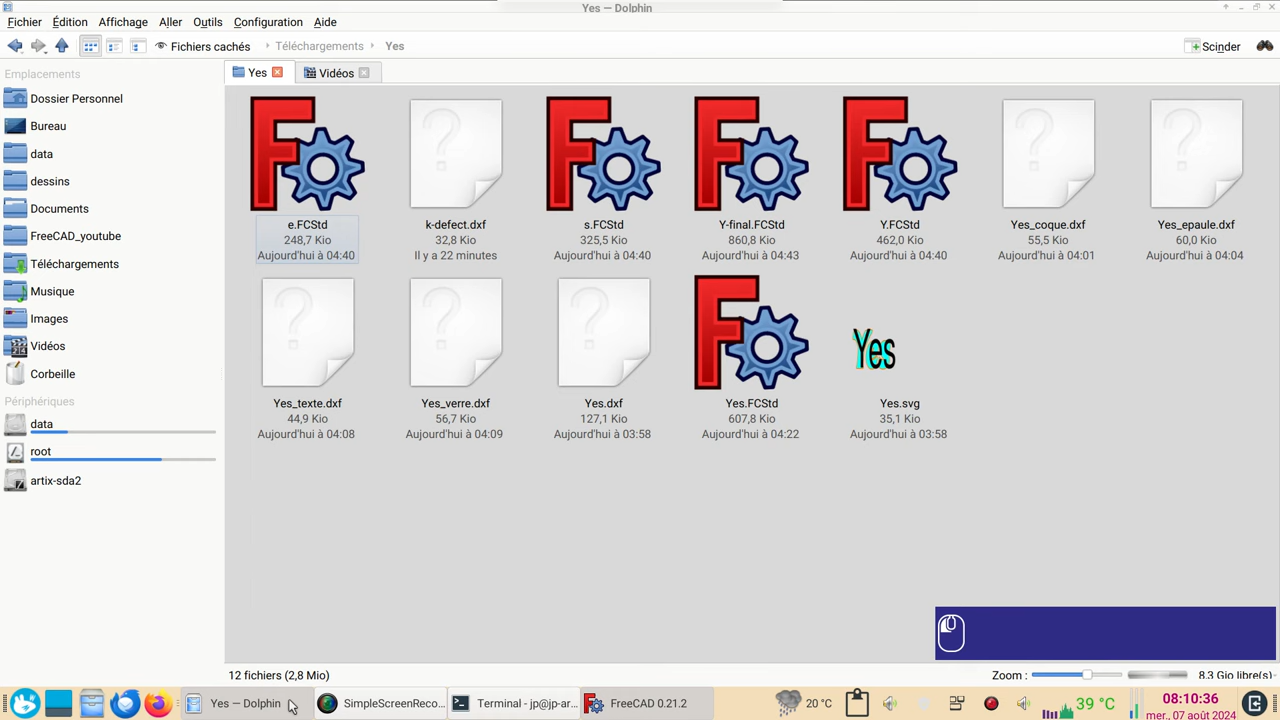 Yes — Dolphin
Fichier Édition Affichage Aller Outils Configuration Aide
Fichiers cachés Téléchargements Yes Scinder
Emplacements
Dossier Personnel
Bureau
data
dessins
Documents
FreeCAD_youtube
Téléchargements
Musique
Images
Vidéos
Corbeille
Périphériques
data
root
artix-sda2
Yes Vidéos
e.FCStd
248,7 Kio
Aujourd'hui à 04:40
k-defect.dxf
32,8 Kio
Il y a 22 minutes
s.FCStd
325,5 Kio
Aujourd'hui à 04:40
Y-final.FCStd
860,8 Kio
Aujourd'hui à 04:43
Y.FCStd
462,0 Kio
Aujourd'hui à 04:40
Yes_coque.dxf
55,5 Kio
Aujourd'hui à 04:01
Yes_epaule.dxf
60,0 Kio
Aujourd'hui à 04:04
Yes_texte.dxf
44,9 Kio
Aujourd'hui à 04:08
Yes_verre.dxf
56,7 Kio
Aujourd'hui à 04:09
Yes.dxf
127,1 Kio
Aujourd'hui à 03:58
Yes.FCStd
607,8 Kio
Aujourd'hui à 04:22
Yes
Yes.svg
35,1 Kio
Aujourd'hui à 03:58
12 fichiers (2,8 Mio) Zoom : 8,3 Gio libre(s)
Yes — Dolphin SimpleScreenReco... Terminal - jp@jp-ar... FreeCAD 0.21.2 20 °C 39 °C 08:10:36
mer., 07 août 2024